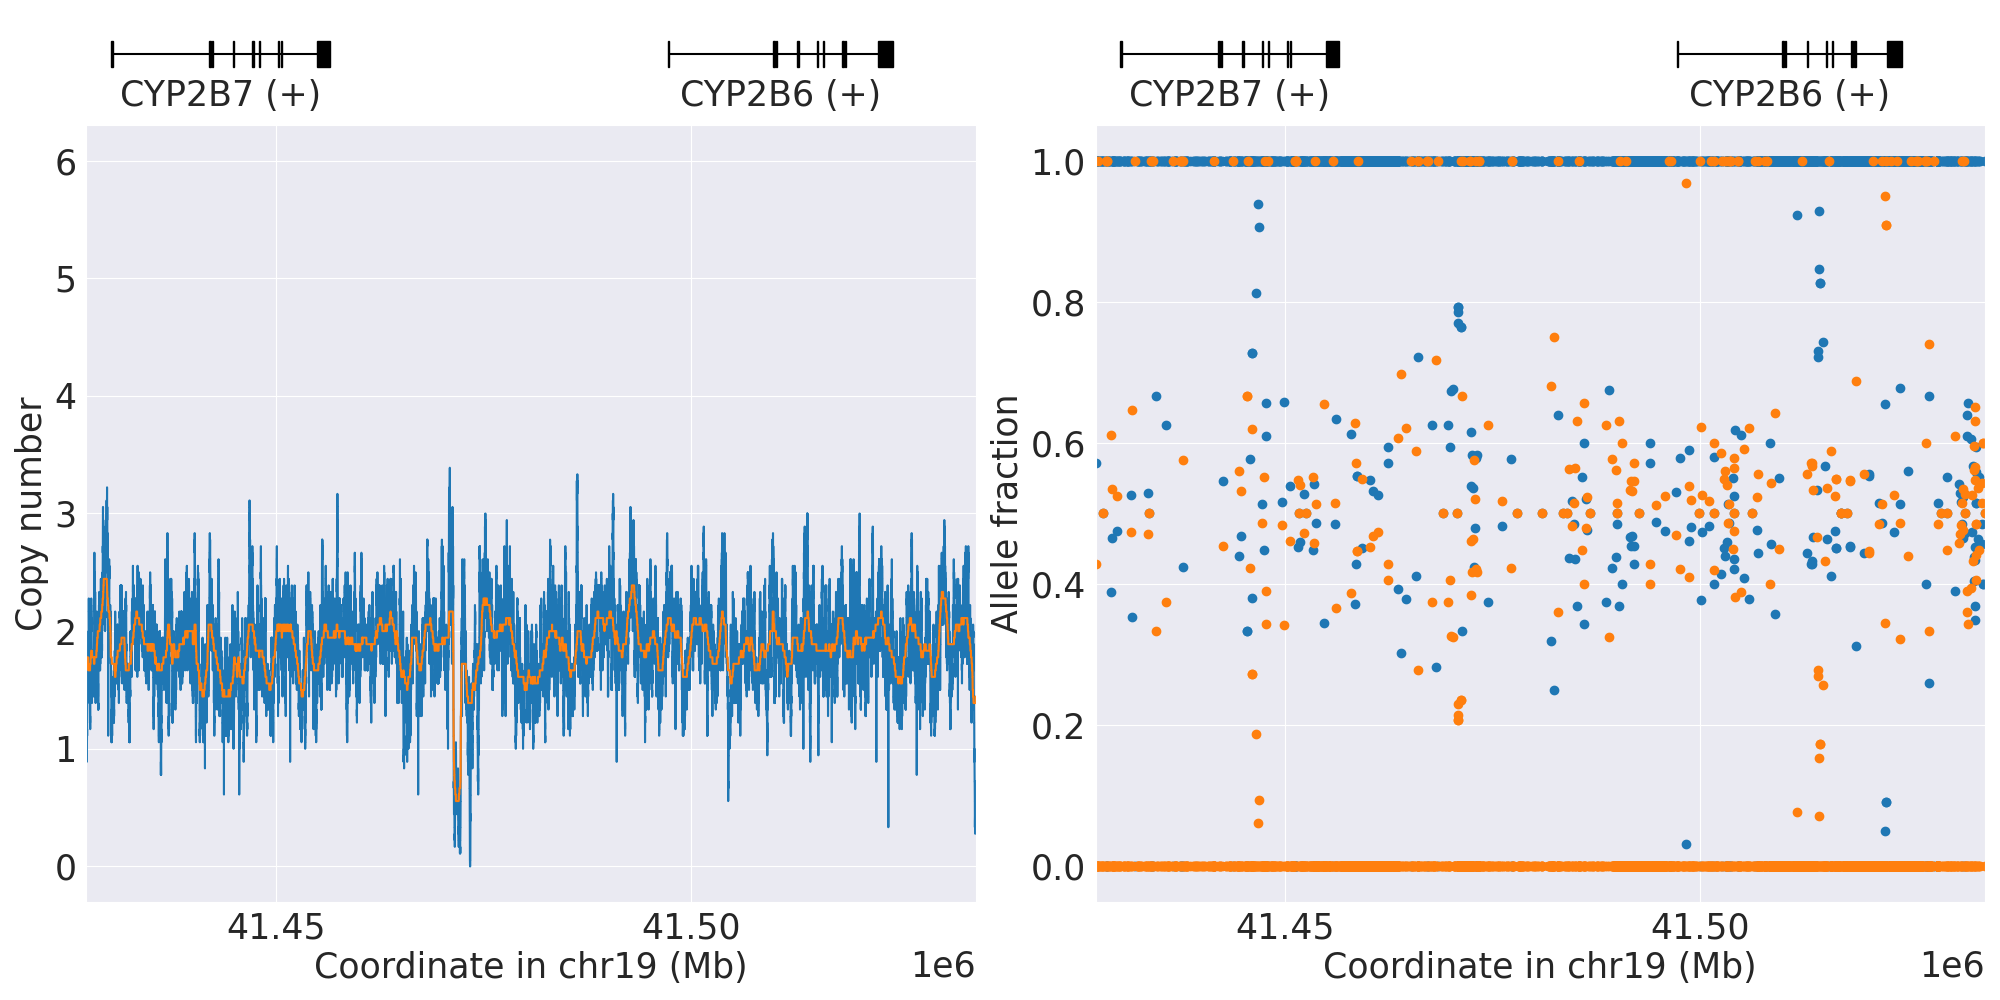 CYP2B7 (+)
CYP2B6 (+)
CYP2B7 (+)
CYP2B6 (+)
6
5
4
3
2
1
0
Copy number
41.45
41.50
Coordinate in chr19 (Mb)
1e6
1.0
0.8
0.6
0.4
0.2
0.0
Allele fraction
41.45
41.50
Coordinate in chr19 (Mb)
1e6